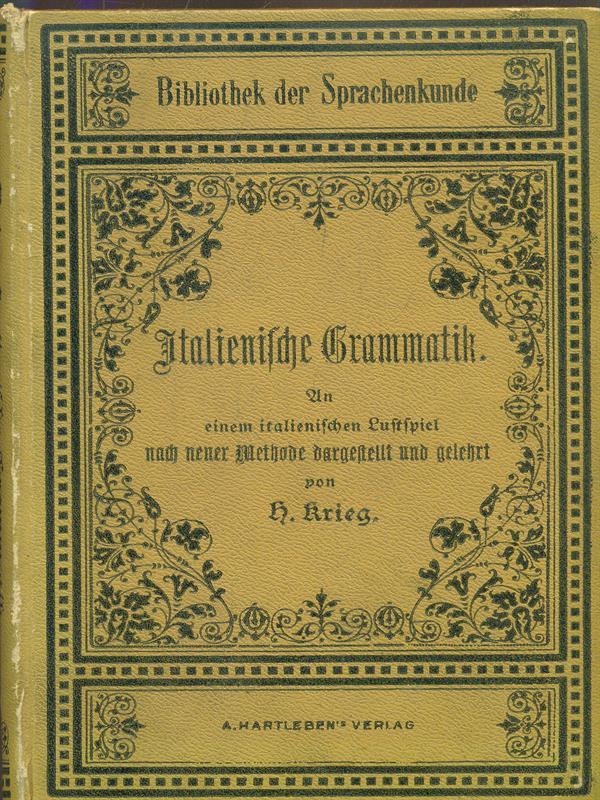 Bibliothek der Sprachenkunde
Italieniſche Grammatik.
An
einem italieniſchen Luſtſpiel
nach neuer Methode dargeſtellt und gelehrt
von
H. Krieg.
A. HARTLEBEN'S VERLAG